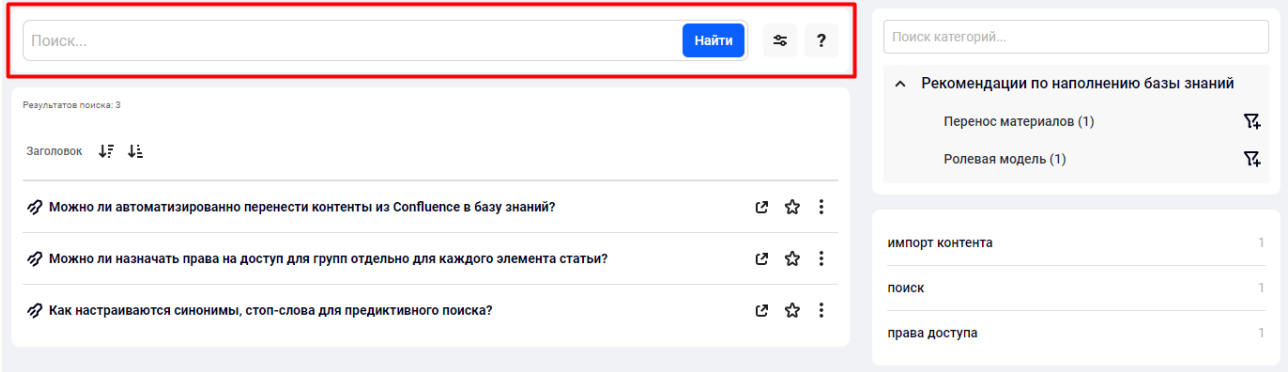 Поиск...
Найти
?
Результатов поиска: 3
Заголовок
Можно ли автоматизированно перенести контенты из Confluence в базу знаний?
Можно ли назначать права на доступ для групп отдельно для каждого элемента статьи?
Как настраиваются синонимы, стоп-слова для предиктивного поиска?
Поиск категорий...
Рекомендации по наполнению базы знаний
Перенос материалов (1)
Ролевая модель (1)
импорт контента 1
поиск 1
права доступа 1